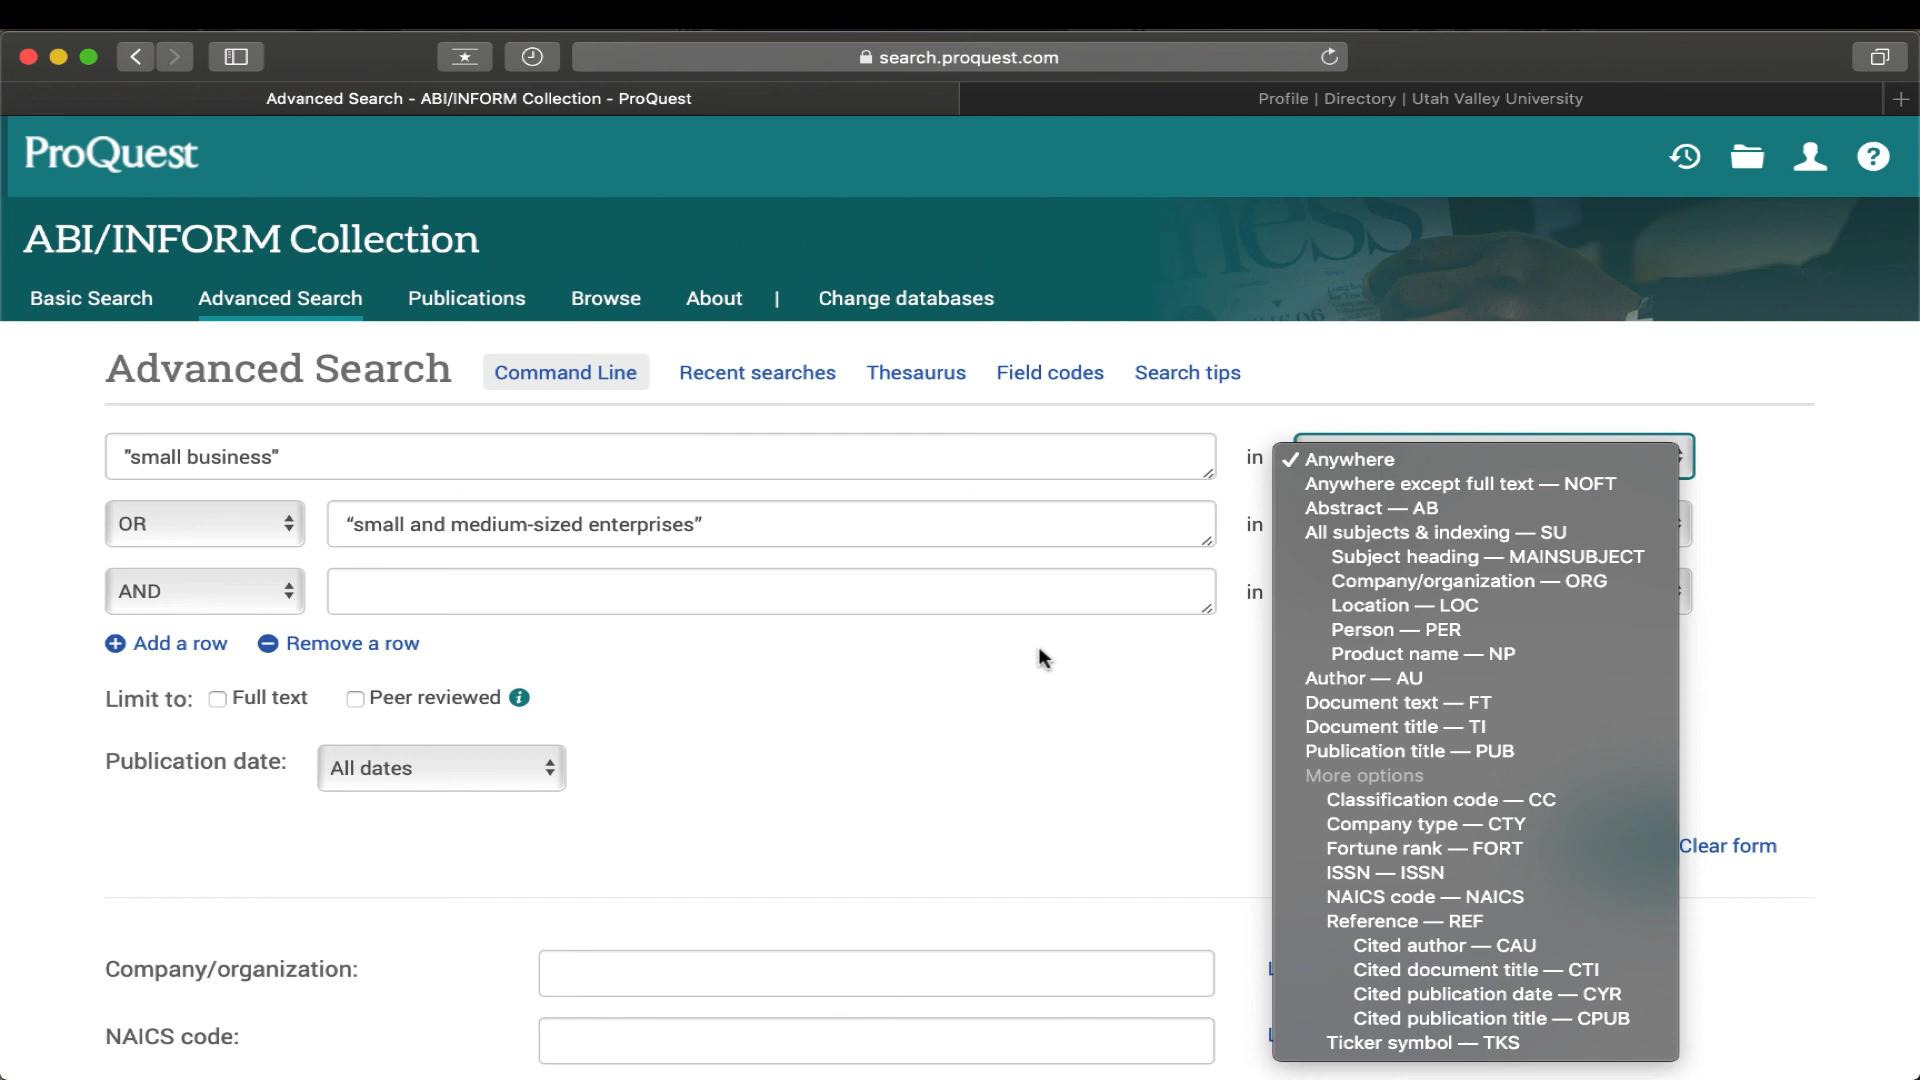 search.proquest.com
Advanced Search - ABI/INFORM Collection - ProQuest
Profile | Directory | Utah Valley University
ProQuest
ABI/INFORM Collection
Basic Search Advanced Search Publications Browse About | Change databases
Advanced Search Command Line Recent searches Thesaurus Field codes Search tips
"small business" in
OR “small and medium-sized enterprises” in
AND in
Add a row Remove a row
Limit to: Full text Peer reviewed
Publication date: All dates
Clear form
Company/organization:
NAICS code:
✓ Anywhere
Anywhere except full text — NOFT
Abstract — AB
All subjects & indexing — SU
Subject heading — MAINSUBJECT
Company/organization — ORG
Location — LOC
Person — PER
Product name — NP
Author — AU
Document text — FT
Document title — TI
Publication title — PUB
More options
Classification code — CC
Company type — CTY
Fortune rank — FORT
ISSN — ISSN
NAICS code — NAICS
Reference — REF
Cited author — CAU
Cited document title — CTI
Cited publication date — CYR
Cited publication title — CPUB
Ticker symbol — TKS